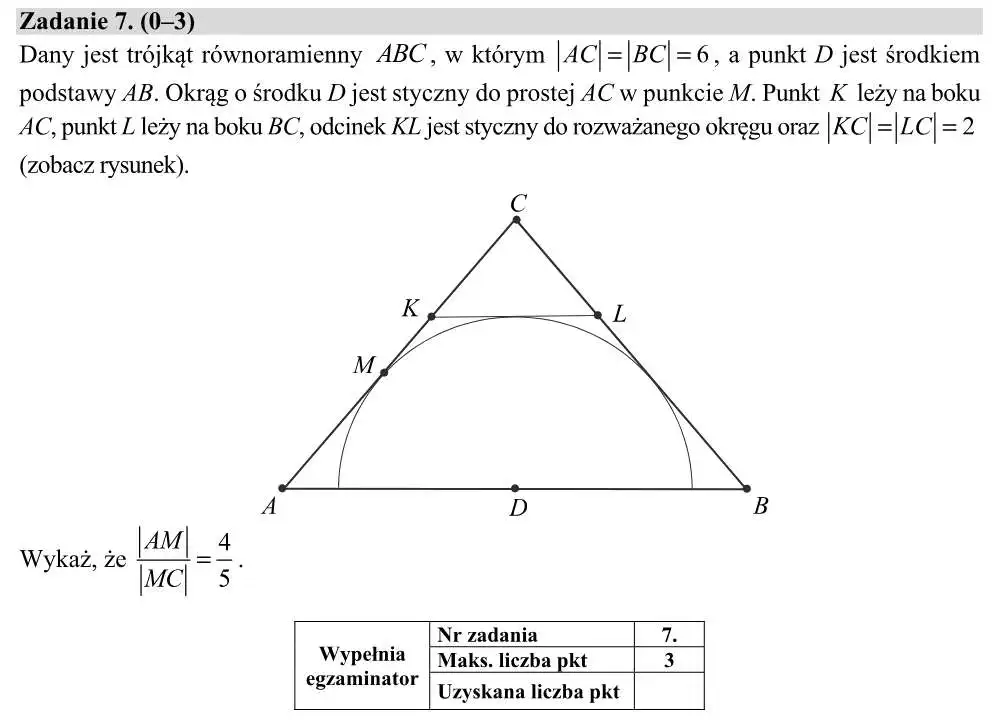 Zadanie 7. (0–3)
Dany jest trójkąt równoramienny ABC, w którym |AC|=|BC|=6, a punkt D jest środkiem
podstawy AB. Okrąg o środku D jest styczny do prostej AC w punkcie M. Punkt K leży na boku
AC, punkt L leży na boku BC, odcinek KL jest styczny do rozważanego okręgu oraz |KC|=|LC|=2
(zobacz rysunek).
C
K
L
M
A
D
B
Wykaż, że |AM|/|MC| = 4/5.
Wypełnia
egzaminator
Nr zadania 7.
Maks. liczba pkt 3
Uzyskana liczba pkt